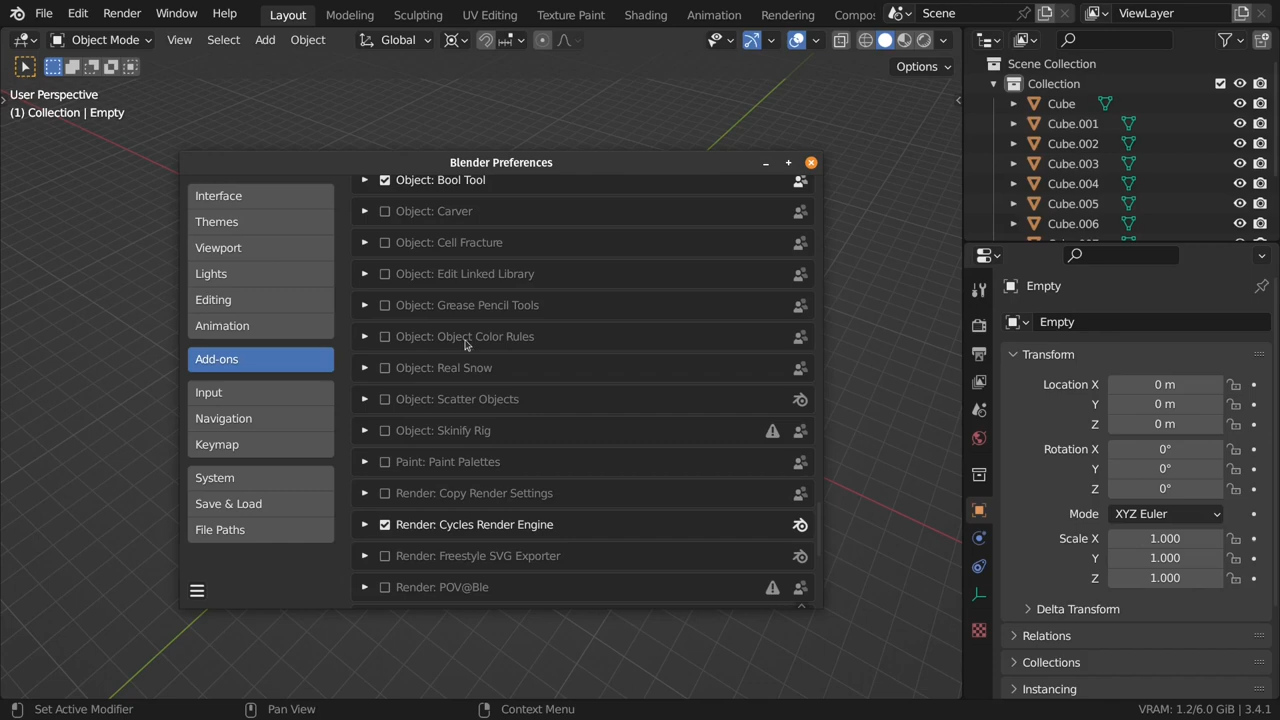 File Edit Render Window Help Layout Modeling Sculpting UV Editing Texture Paint Shading Animation Rendering Compos Scene ViewLayer
Object Mode View Select Add Object Global
Options
User Perspective
(1) Collection | Empty
Scene Collection
Collection
Cube
Cube.001
Cube.002
Cube.003
Cube.004
Cube.005
Cube.006
Blender Preferences
Interface
Themes
Viewport
Lights
Editing
Animation
Add-ons
Input
Navigation
Keymap
System
Save & Load
File Paths
Object: Bool Tool
Object: Carver
Object: Cell Fracture
Object: Edit Linked Library
Object: Grease Pencil Tools
Object: Object Color Rules
Object: Real Snow
Object: Scatter Objects
Object: Skinify Rig
Paint: Paint Palettes
Render: Copy Render Settings
Render: Cycles Render Engine
Render: Freestyle SVG Exporter
Render: POV@Ble
Empty
Empty
Transform
Location X 0 m
Y 0 m
Z 0 m
Rotation X 0°
Y 0°
Z 0°
Mode XYZ Euler
Scale X 1.000
Y 1.000
Z 1.000
Delta Transform
Relations
Collections
Instancing
Set Active Modifier Pan View Context Menu VRAM: 1.2/6.0 GiB | 3.4.1